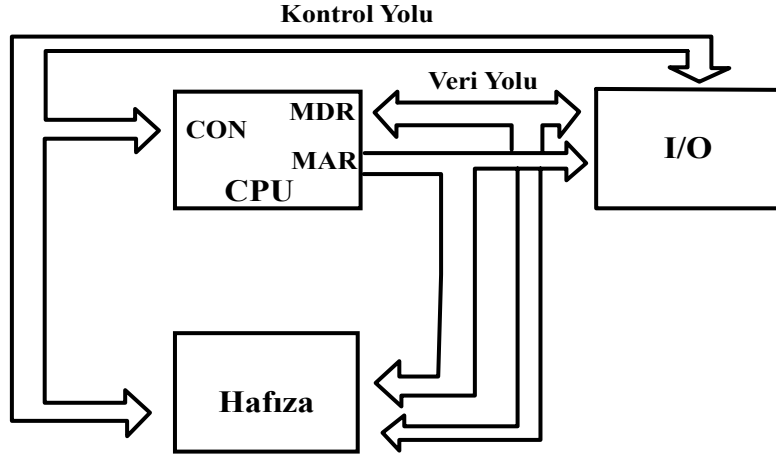 Kontrol Yolu
Veri Yolu
MDR
CON
I/O
MAR
CPU
Hafıza